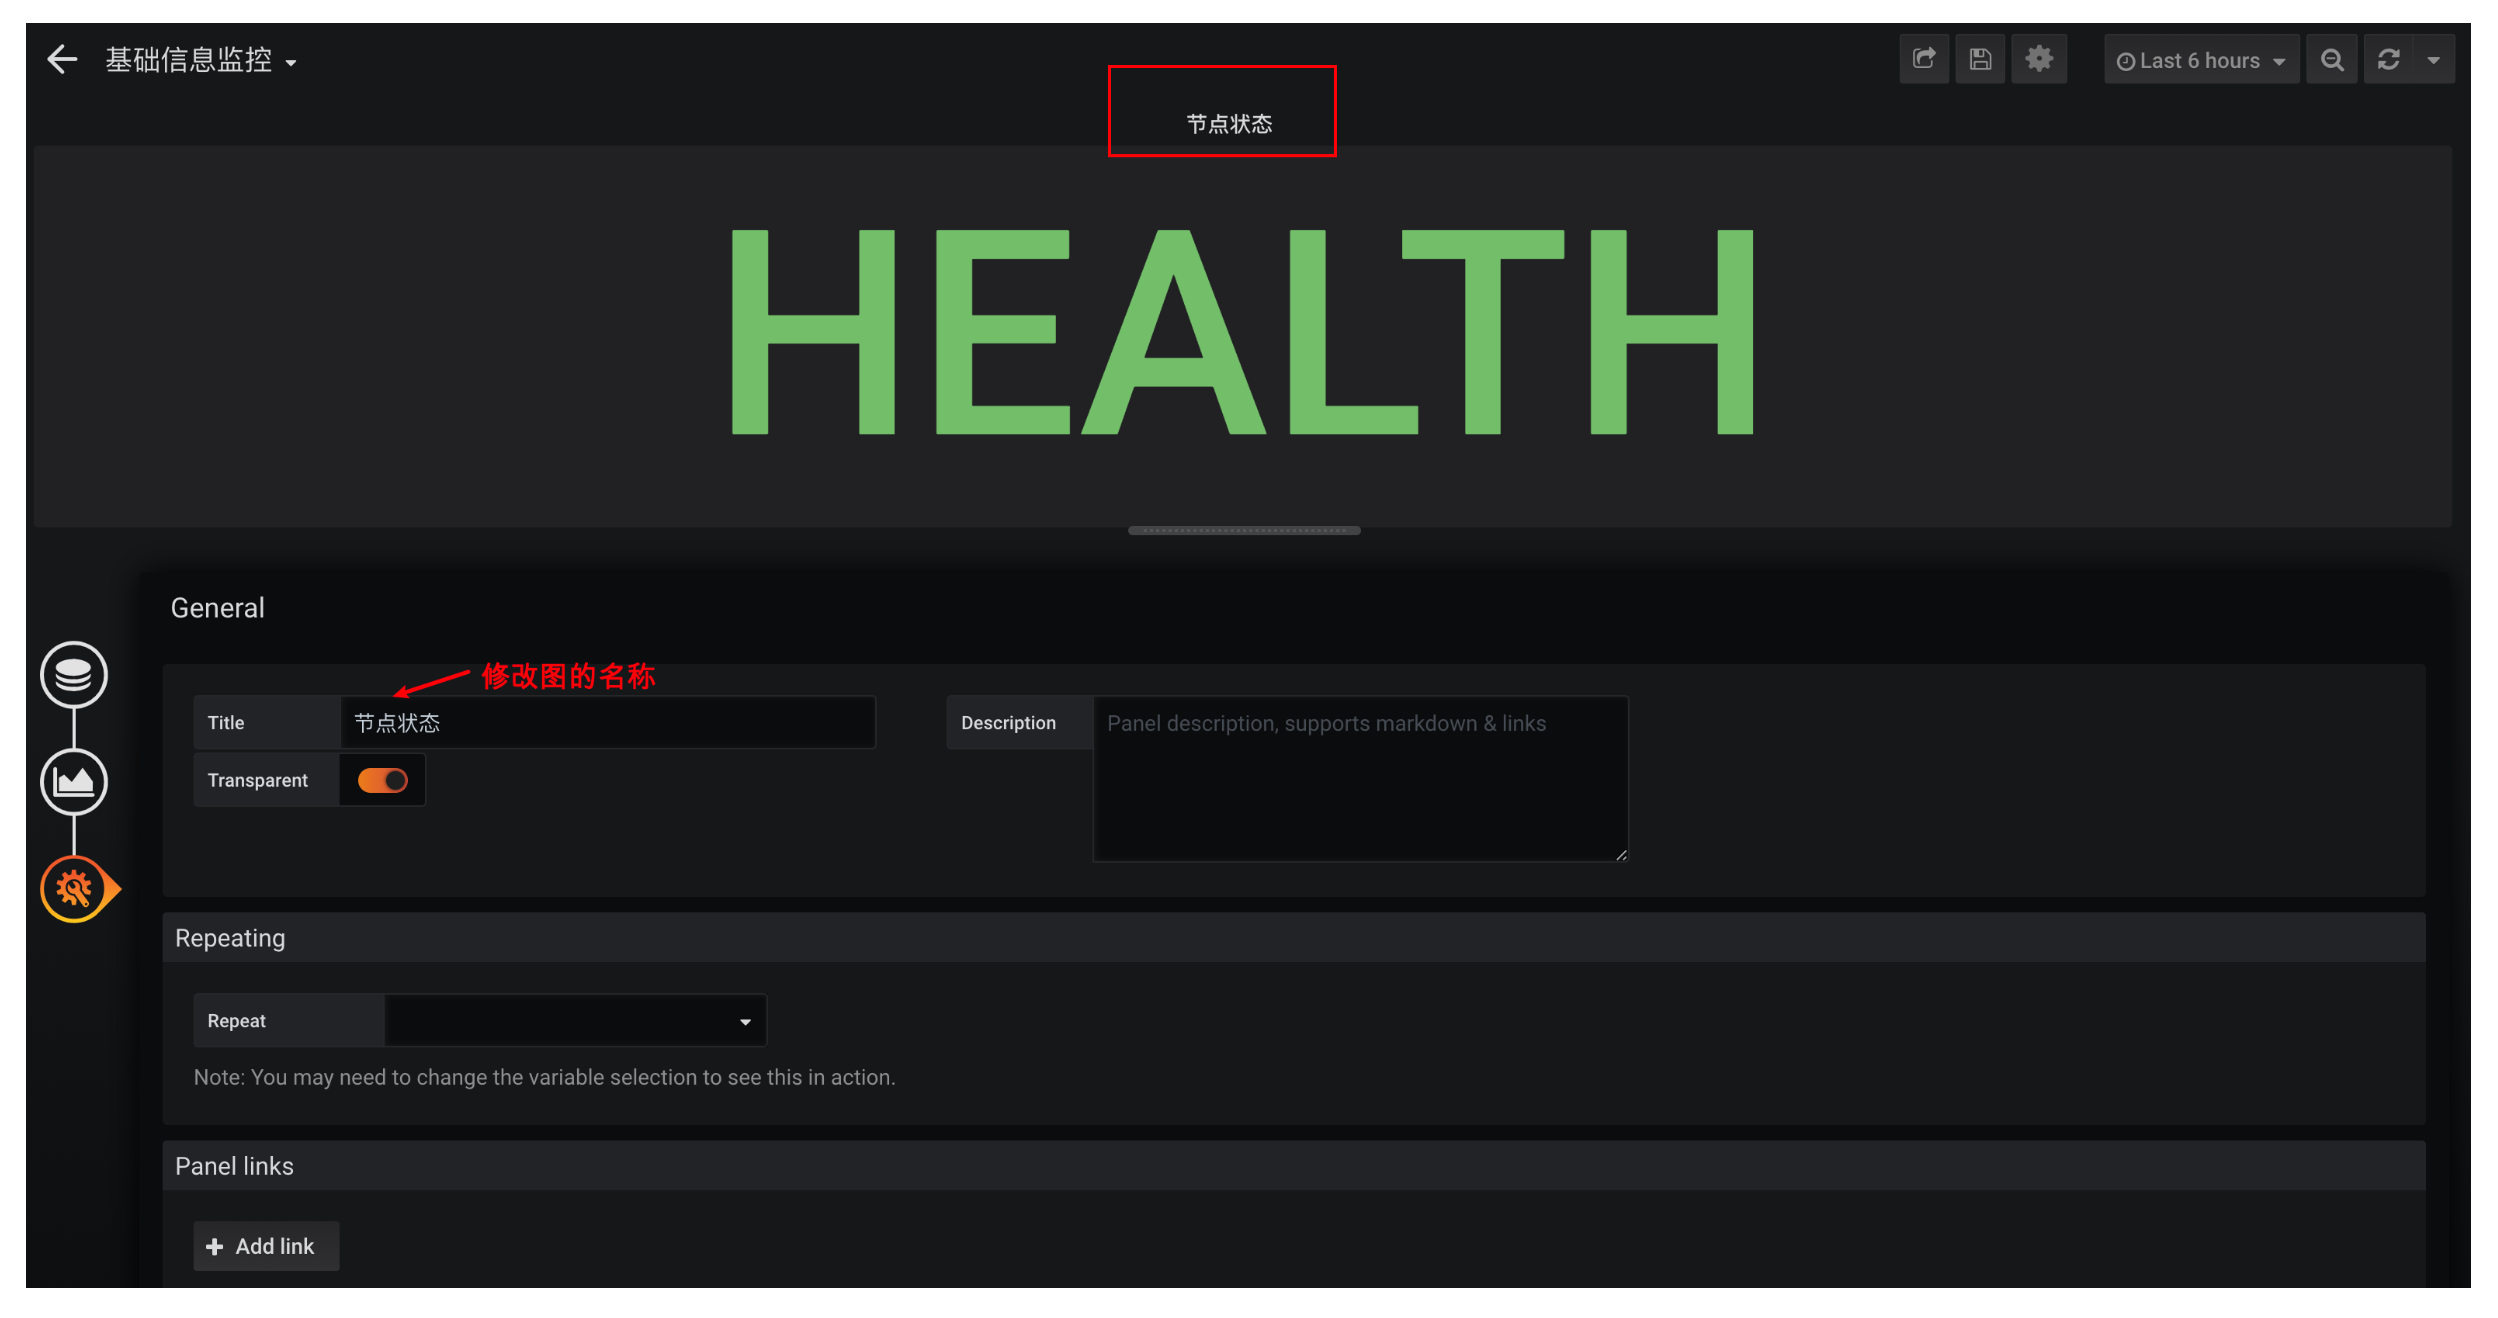 基础信息监控
Last 6 hours
节点状态
HEALTH
General
修改图的名称
Title
节点状态
Description
Panel description, supports markdown & links
Transparent
Repeating
Repeat
Note: You may need to change the variable selection to see this in action.
Panel links
Add link